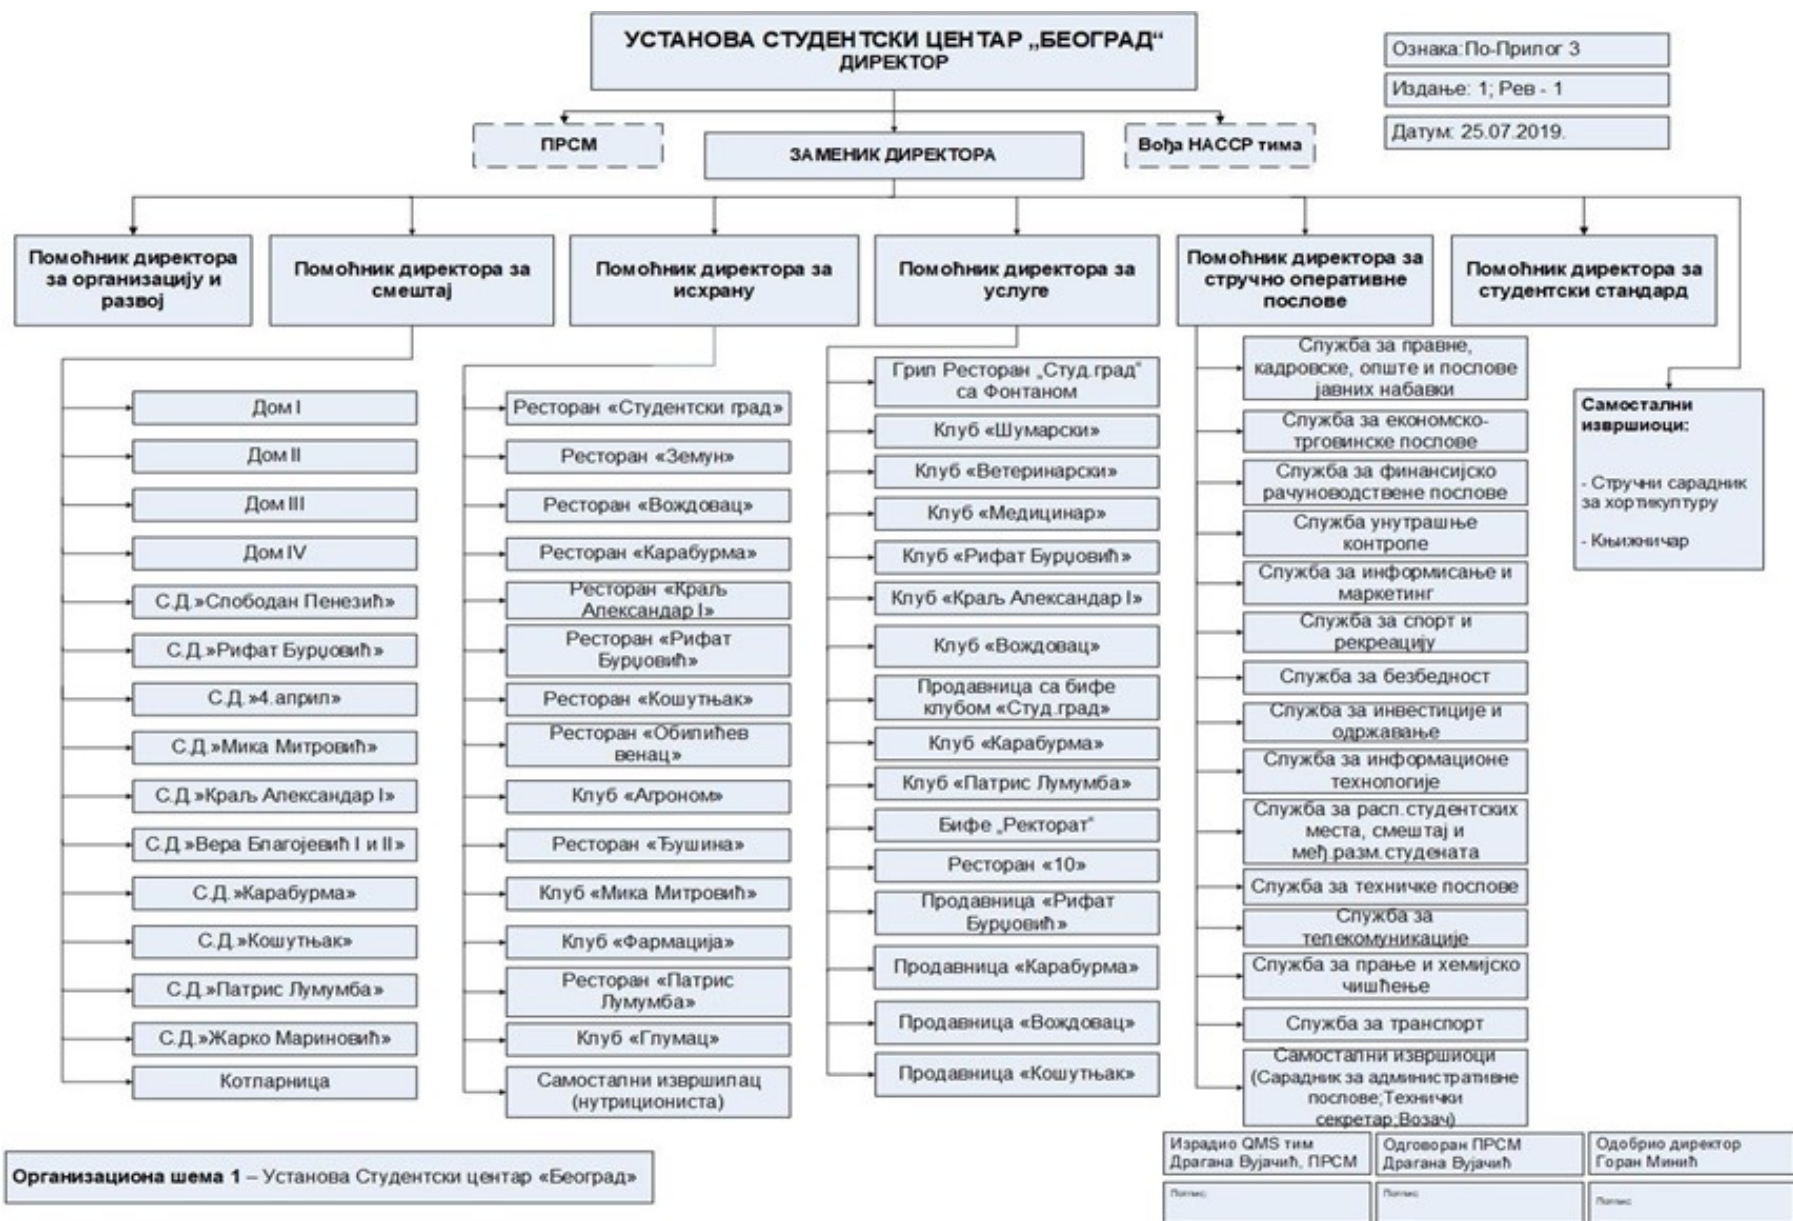 УСТАНОВА СТУДЕНТСКИ ЦЕНТАР „БЕОГРАД“
ДИРЕКТОР
Ознака:По-Прилог 3
Издање: 1; Рев - 1
Датум: 25.07.2019.
ПРСМ
ЗАМЕНИК ДИРЕКТОРА
Вођа НАССР тима
Помоћник директора
за организацију и
развој
Помоћник директора за
смештај
Помоћник директора за
исхрану
Помоћник директора за
услуге
Помоћник директора за
стручно оперативне
послове
Помоћник директора за
студентски стандард
Дом I
Дом II
Дом III
Дом IV
С.Д.»Слободан Пенезић»
С.Д.»Рифат Бурџовић»
С.Д.»4.април»
С.Д.»Мика Митровић»
С.Д.»Краљ Александар I»
С.Д.»Вера Благојевић I и II»
С.Д.»Карабурма»
С.Д.»Кошутњак»
С.Д.»Патрис Лумумба»
С.Д.»Жарко Мариновић»
Котларница
Ресторан «Студентски град»
Ресторан «Земун»
Ресторан «Вождовац»
Ресторан «Карабурма»
Ресторан «Краљ
Александар I»
Ресторан «Рифат
Бурџовић»
Ресторан «Кошутњак»
Ресторан «Обилићев
венац»
Клуб «Агроном»
Ресторан «Ђушина»
Клуб «Мика Митровић»
Клуб «Фармација»
Ресторан «Патрис
Лумумба»
Клуб «Глумац»
Самостални извршилац
(нутрициониста)
Грил Ресторан „Студ.град“
са Фонтаном
Клуб «Шумарски»
Клуб «Ветеринарски»
Клуб «Медицинар»
Клуб «Рифат Бурџовић»
Клуб «Краљ Александар I»
Клуб «Вождовац»
Продавница са бифе
клубом «Студ.град»
Клуб «Карабурма»
Клуб «Патрис Лумумба»
Бифе „Ректорат“
Ресторан «10»
Продавница «Рифат
Бурџовић»
Продавница «Карабурма»
Продавница «Вождовац»
Продавница «Кошутњак»
Служба за правне,
кадровске, опште и послове
јавних набавки
Служба за економско-
трговинске послове
Служба за финансијско
рачуноводствене послове
Служба унутрашње
контроле
Служба за информисање и
маркетинг
Служба за спорт и
рекреацију
Служба за безбедност
Служба за инвестиције и
одржавање
Служба за информационе
технологије
Служба за расп.студентских
места, смештај и
међ.разм.студената
Служба за техничке послове
Служба за
телекомуникације
Служба за прање и хемијско
чишћење
Служба за транспорт
Самостални извршиоци
(Сарадник за административне
послове;Технички
секретар;Возач)
Самостални
извршиоци:
- Стручни сарадник
за хортикултуру
- Књижничар
Организациона шема 1 – Установа Студентски центар «Београд»
Израдио QMS тим
Драгана Вујачић, ПРСМ
Одговоран ПРСМ
Драгана Вујачић
Одобрио директор
Горан Минић
Потпис:
Потпис:
Потпис: